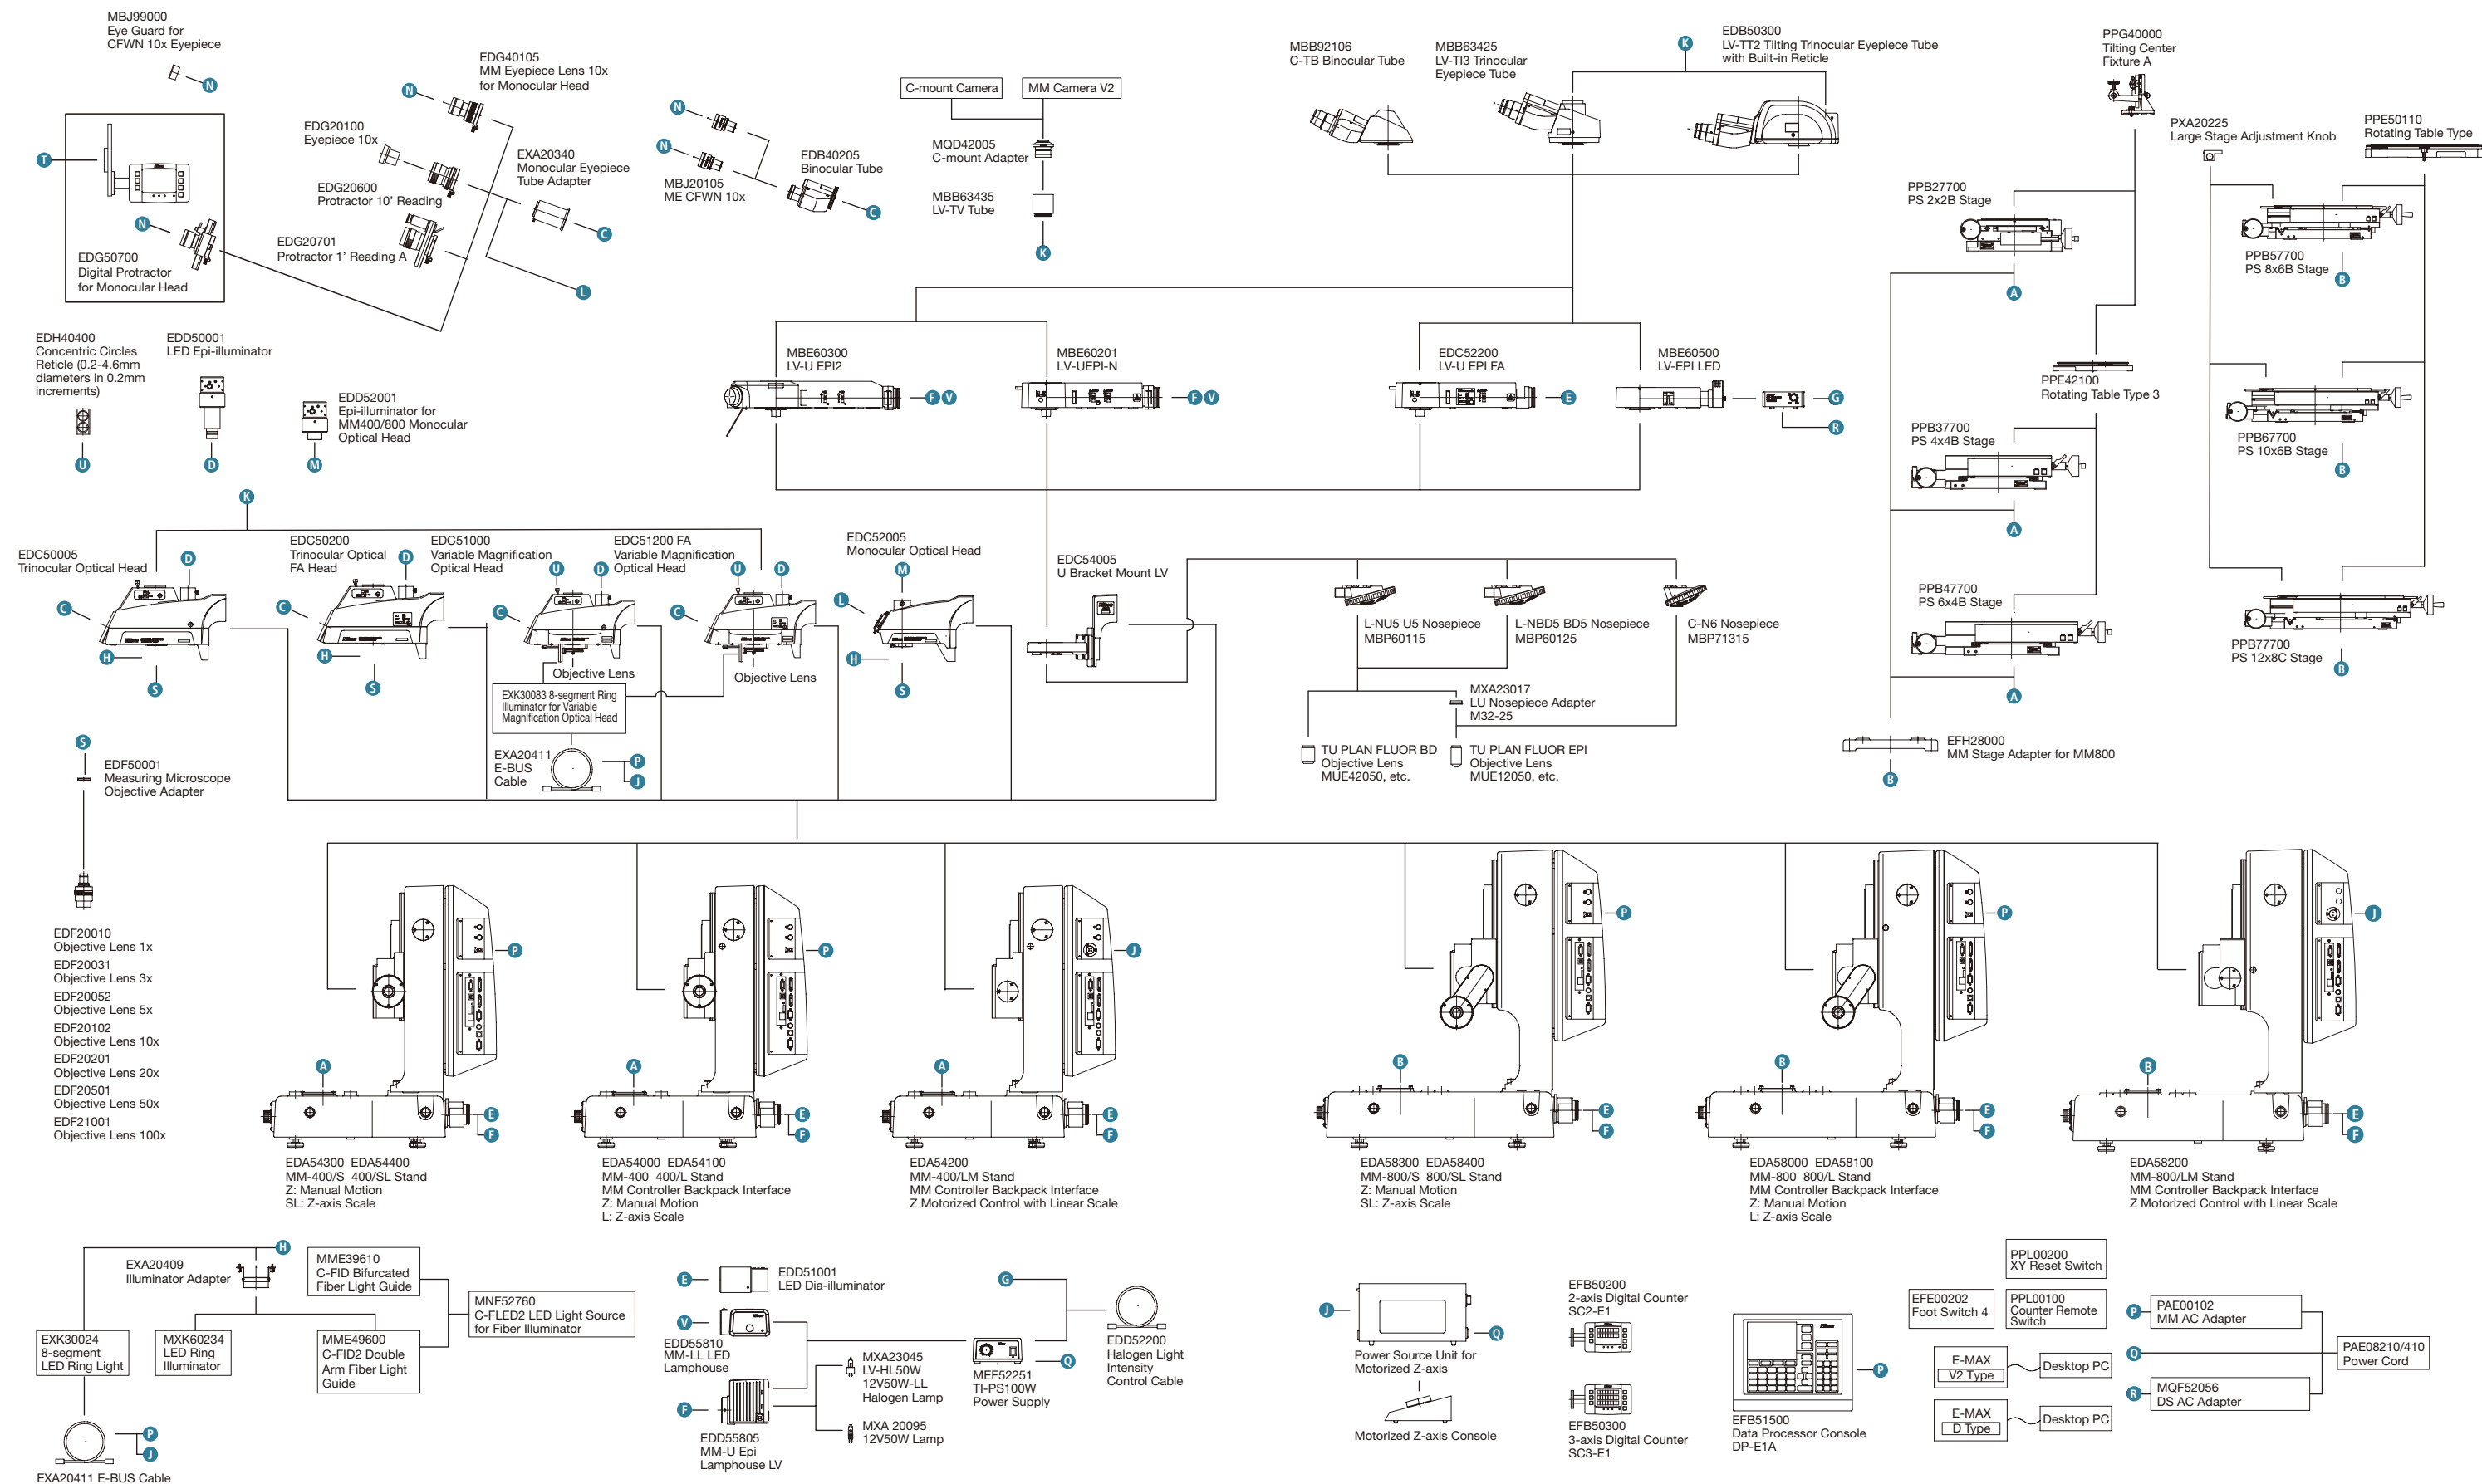 MBJ99000
Eye Guard for
CFWN 10x Eyepiece
N
EDG40105
MM Eyepiece Lens 10x
for Monocular Head
N
EDG20100
Eyepiece 10x
EDG20600
Protractor 10' Reading
EXA20340
Monocular Eyepiece
Tube Adapter
C
EDG20701
Protractor 1' Reading A
L
T
N
EDG50700
Digital Protractor
for Monocular Head
N
N
MBJ20105
ME CFWN 10x
EDB40205
Binocular Tube
C
C-mount Camera
MM Camera V2
MQD42005
C-mount Adapter
MBB63435
LV-TV Tube
K
MBB92106
C-TB Binocular Tube
MBB63425
LV-TI3 Trinocular
Eyepiece Tube
K
EDB50300
LV-TT2 Tilting Trinocular Eyepiece Tube
with Built-in Reticle
PPG40000
Tilting Center
Fixture A
PXA20225
Large Stage Adjustment Knob
PPE50110
Rotating Table Type
PPB27700
PS 2x2B Stage
A
PPB57700
PS 8x6B Stage
B
EDH40400
Concentric Circles
Reticle (0.2-4.6mm
diameters in 0.2mm
increments)
U
EDD50001
LED Epi-illuminator
D
EDD52001
Epi-illuminator for
MM400/800 Monocular
Optical Head
M
MBE60300
LV-U EPI2
F V
MBE60201
LV-UEPI-N
F V
EDC52200
LV-U EPI FA
E
MBE60500
LV-EPI LED
G
R
PPE42100
Rotating Table Type 3
PPB37700
PS 4x4B Stage
A
PPB67700
PS 10x6B Stage
B
K
EDC50005
Trinocular Optical Head
D
C
H
S
EDC50200
Trinocular Optical
FA Head
D
C
H
S
EDC51000
Variable Magnification
Optical Head
U
D
C
Objective Lens
EDC51200 FA
Variable Magnification
Optical Head
U
D
C
Objective Lens
EXK30083 8-segment Ring
Illuminator for Variable
Magnification Optical Head
EXA20411
E-BUS
Cable
P
J
EDC52005
Monocular Optical Head
M
L
H
S
EDC54005
U Bracket Mount LV
L-NU5 U5 Nosepiece
MBP60115
L-NBD5 BD5 Nosepiece
MBP60125
C-N6 Nosepiece
MBP71315
MXA23017
LU Nosepiece Adapter
M32-25
TU PLAN FLUOR BD
Objective Lens
MUE42050, etc.
TU PLAN FLUOR EPI
Objective Lens
MUE12050, etc.
PPB47700
PS 6x4B Stage
A
PPB77700
PS 12x8C Stage
B
EFH28000
MM Stage Adapter for MM800
B
S
EDF50001
Measuring Microscope
Objective Adapter
EDF20010
Objective Lens 1x
EDF20031
Objective Lens 3x
EDF20052
Objective Lens 5x
EDF20102
Objective Lens 10x
EDF20201
Objective Lens 20x
EDF20501
Objective Lens 50x
EDF21001
Objective Lens 100x
P
A
E
F
EDA54300 EDA54400
MM-400/S 400/SL Stand
Z: Manual Motion
SL: Z-axis Scale
P
A
E
F
EDA54000 EDA54100
MM-400 400/L Stand
MM Controller Backpack Interface
Z: Manual Motion
L: Z-axis Scale
J
A
E
F
EDA54200
MM-400/LM Stand
MM Controller Backpack Interface
Z Motorized Control with Linear Scale
P
B
E
F
EDA58300 EDA58400
MM-800/S 800/SL Stand
Z: Manual Motion
SL: Z-axis Scale
P
B
E
F
EDA58000 EDA58100
MM-800 800/L Stand
MM Controller Backpack Interface
Z: Manual Motion
L: Z-axis Scale
J
B
E
F
EDA58200
MM-800/LM Stand
MM Controller Backpack Interface
Z Motorized Control with Linear Scale
H
EXA20409
Illuminator Adapter
MME39610
C-FID Bifurcated
Fiber Light Guide
MNF52760
C-FLED2 LED Light Source
for Fiber Illuminator
EXK30024
8-segment
LED Ring Light
MXK60234
LED Ring
Illuminator
MME49600
C-FID2 Double
Arm Fiber Light
Guide
P
J
EXA20411 E-BUS Cable
E
EDD51001
LED Dia-illuminator
V
EDD55810
MM-LL LED
Lamphouse
F
EDD55805
MM-U Epi
Lamphouse LV
MXA23045
LV-HL50W
12V50W-LL
Halogen Lamp
MXA 20095
12V50W Lamp
G
Q
MEF52251
TI-PS100W
Power Supply
EDD52200
Halogen Light
Intensity
Control Cable
J
Q
Power Source Unit for
Motorized Z-axis
Motorized Z-axis Console
EFB50200
2-axis Digital Counter
SC2-E1
EFB50300
3-axis Digital Counter
SC3-E1
P
EFB51500
Data Processor Console
DP-E1A
PPL00200
XY Reset Switch
EFE00202
Foot Switch 4
PPL00100
Counter Remote
Switch
E-MAX
V2 Type
Desktop PC
E-MAX
D Type
Desktop PC
P
PAE00102
MM AC Adapter
Q
R
MQF52056
DS AC Adapter
PAE08210/410
Power Cord